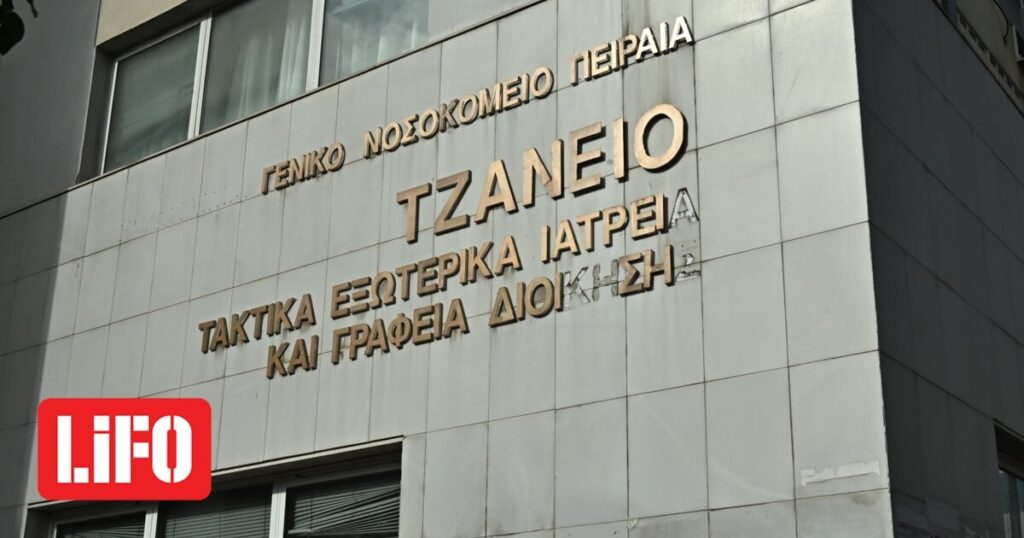 ΓΕΝΙΚΟ ΝΟΣΟΚΟΜΕΙΟ ΠΕΙΡΑΙΑ
ΤΖΑΝΕΙΟ
ΤΑΚΤΙΚΑ ΕΞΩΤΕΡΙΚΑ ΙΑΤΡΕΙΑ
ΚΑΙ ΓΡΑΦΕΙΑ ΔΙΟΙΚΗΣΗΣ
LiFO